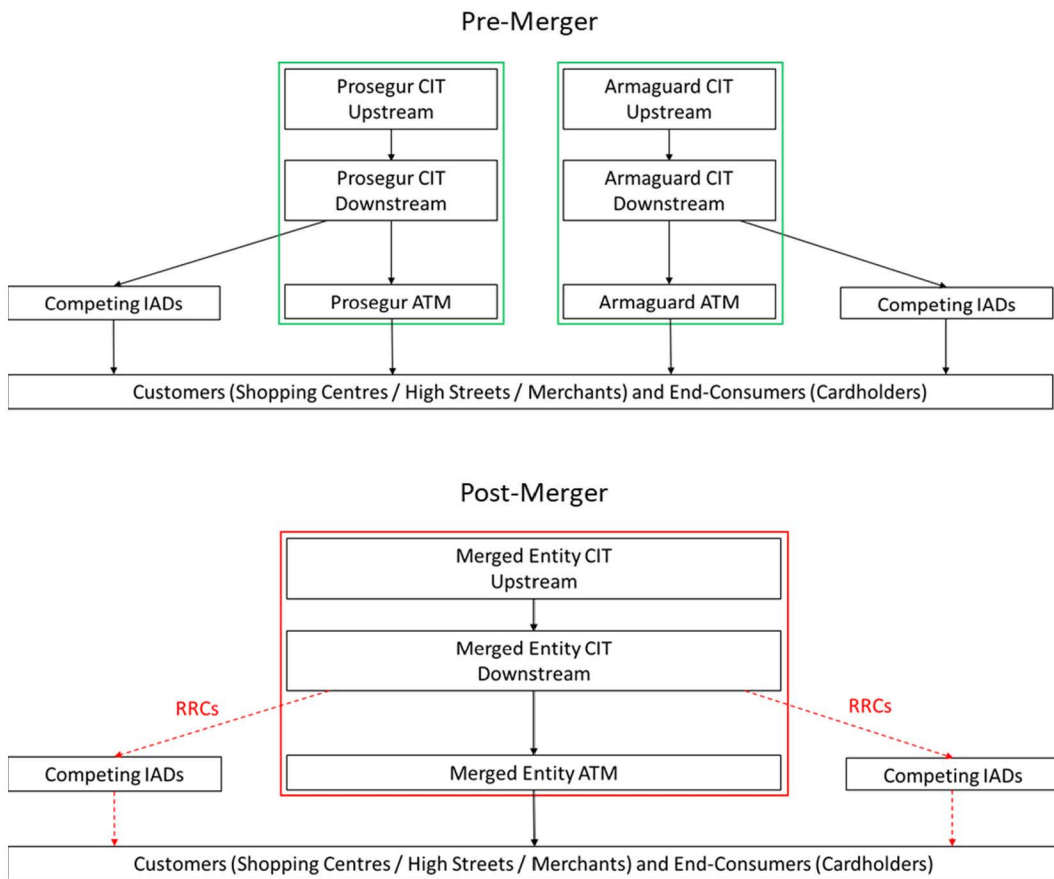 Pre-Merger
Prosegur CIT
Upstream
Armaguard CIT
Upstream
Prosegur CIT
Downstream
Armaguard CIT
Downstream
Competing IADs
Prosegur ATM
Armaguard ATM
Competing IADs
Customers (Shopping Centres / High Streets / Merchants) and End-Consumers (Cardholders)
Post-Merger
Merged Entity CIT
Upstream
Merged Entity CIT
Downstream
RRCs
RRCs
Competing IADs
Merged Entity ATM
Competing IADs
Customers (Shopping Centres / High Streets / Merchants) and End-Consumers (Cardholders)